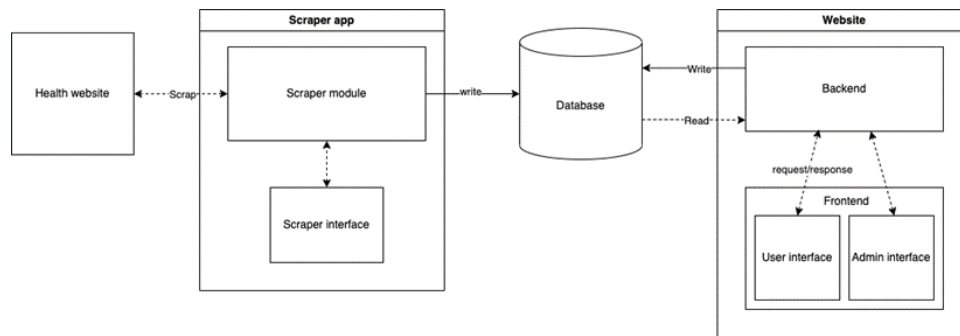 Scraper app
Website
Health website
Scrap
Scraper module
write
Database
Write
Read
Backend
request/response
Scraper interface
Frontend
User interface
Admin interface